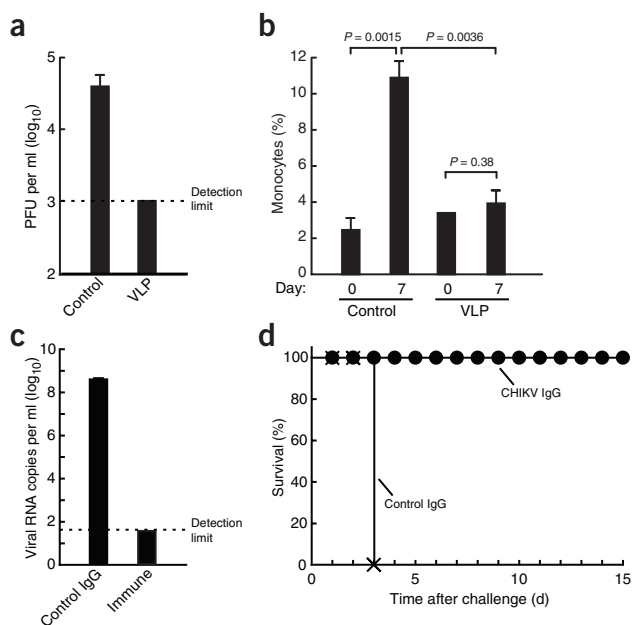 a
PFU per ml (log10)
5
4
3
2
Detection
limit
Control
VLP
b
P = 0.0015
P = 0.0036
P = 0.38
Monocytes (%)
12
10
8
6
4
2
0
Day:
0
7
0
7
Control
VLP
c
Viral RNA copies per ml (log10)
10
8
6
4
2
0
Detection
limit
Control IgG
Immune
d
Survival (%)
100
80
60
40
20
0
CHIKV IgG
Control IgG
0
5
10
15
Time after challenge (d)